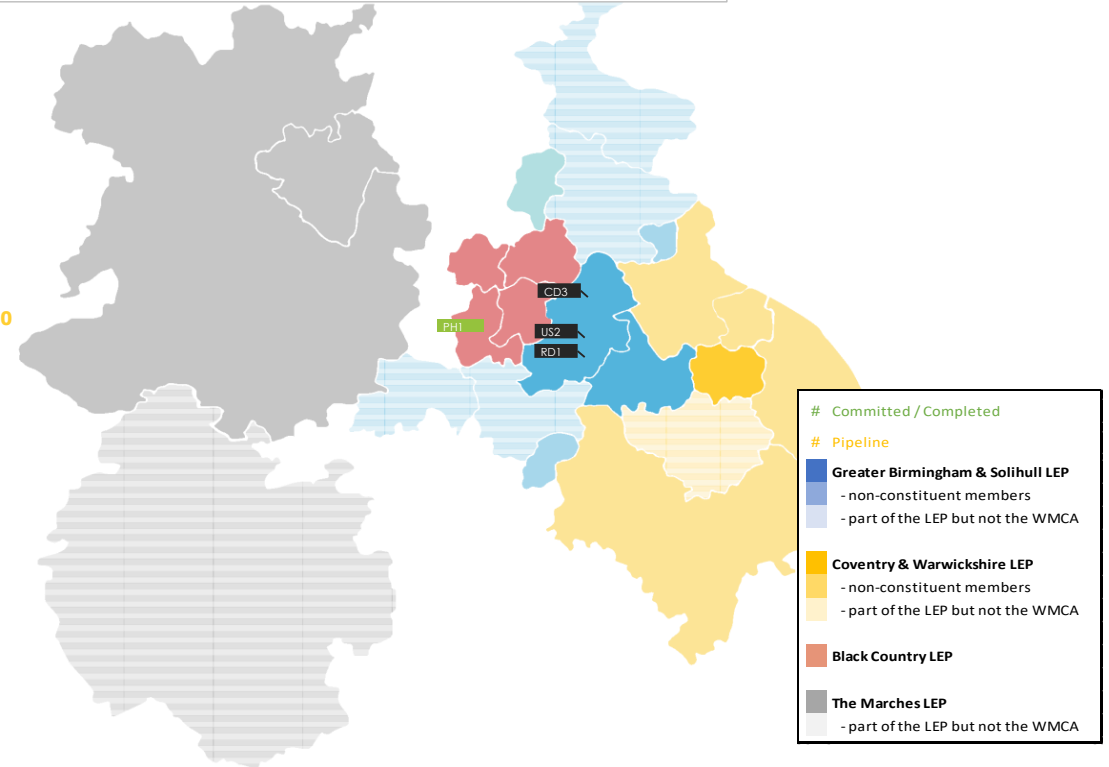 CD3
0
PH1
US2
RD1
# Committed / Completed
# Pipeline
Greater Birmingham & Solihull LEP
- non-constituent members
- part of the LEP but not the WMCA
Coventry & Warwickshire LEP
- non-constituent members
- part of the LEP but not the WMCA
Black Country LEP
The Marches LEP
- part of the LEP but not the WMCA